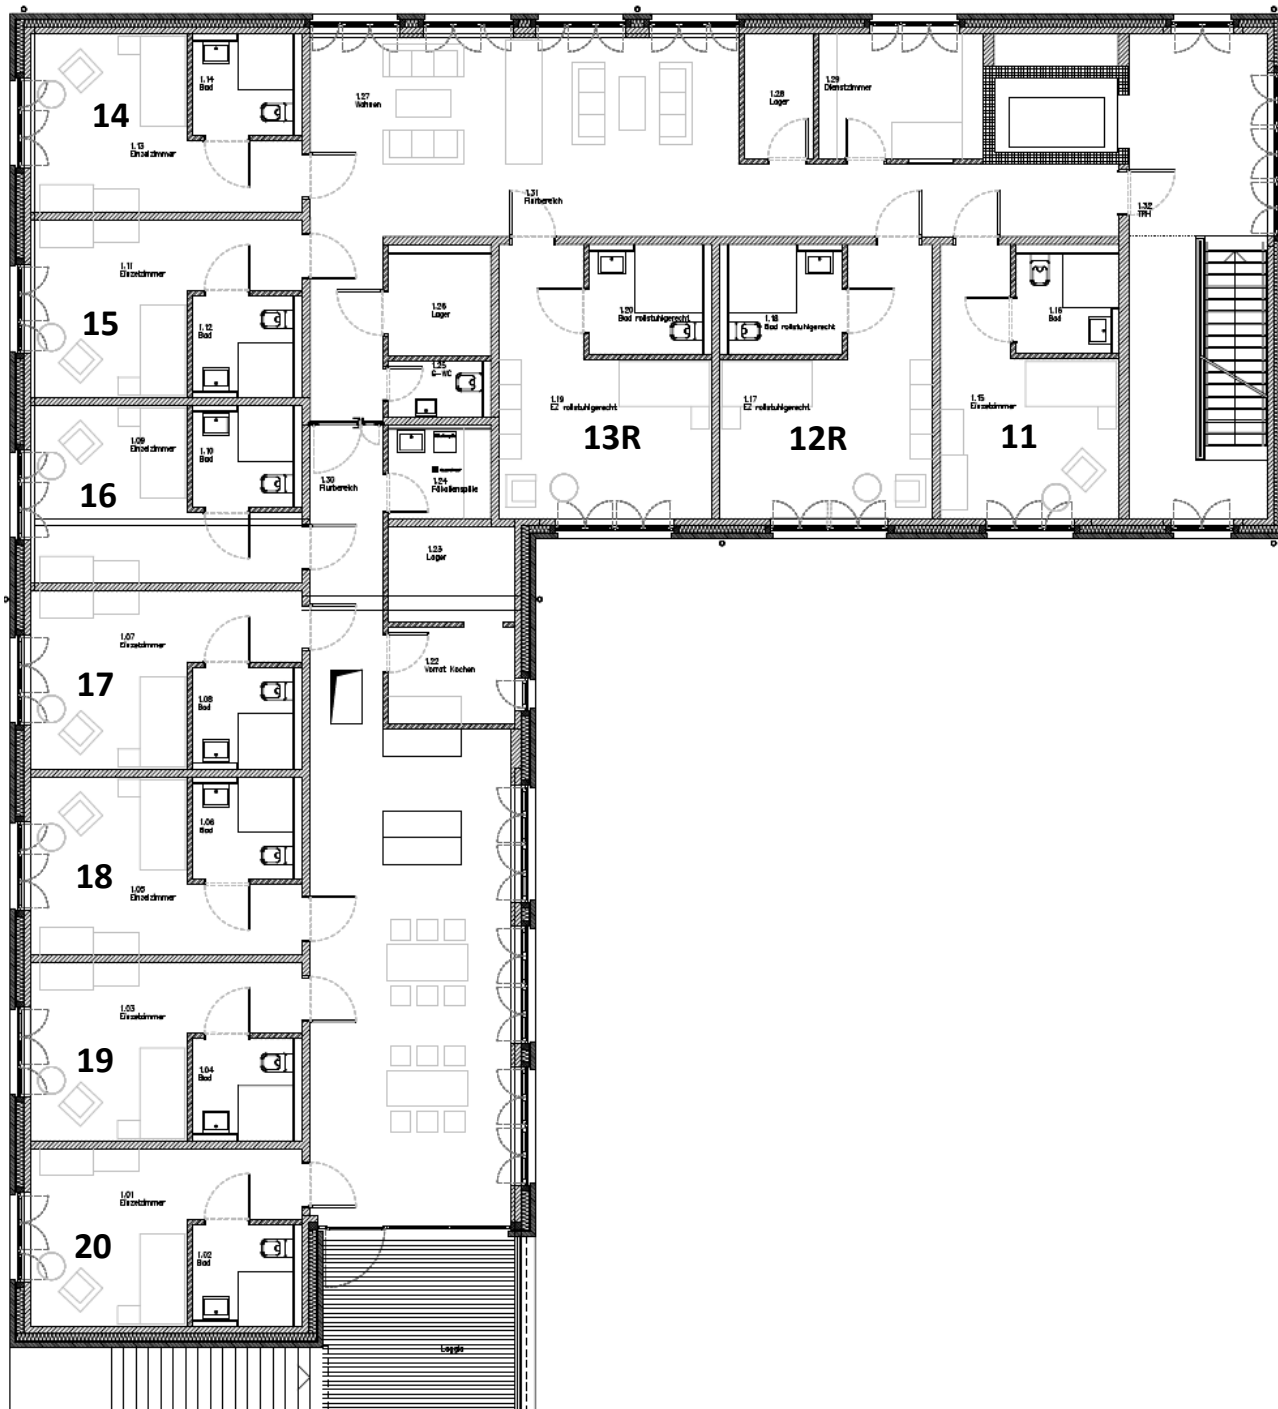 1.14
Bad
14
1.13
Einzelzimmer
1.27
Wohnen
1.28
Lager
1.29
Dienstzimmer
1.31
Flurbereich
1.32
TRH
1.11
Einzelzimmer
15
1.12
Bad
1.26
Lager
1.25
G-WC
1.20
Bad rollstuhlgerecht
1.18
Bad rollstuhlgerecht
1.16
Bad
1.19
EZ rollstuhlgerecht
13R
1.17
EZ rollstuhlgerecht
12R
1.15
Einzelzimmer
11
1.09
Einzelzimmer
16
1.10
Bad
1.30
Flurbereich
1.24
Fäkalienspüle
1.23
Lager
1.07
Einzelzimmer
17
1.08
Bad
1.22
Vorrat Kochen
1.06
Bad
18
1.05
Einzelzimmer
1.03
Einzelzimmer
19
1.04
Bad
1.01
Einzelzimmer
20
1.02
Bad
Loggia